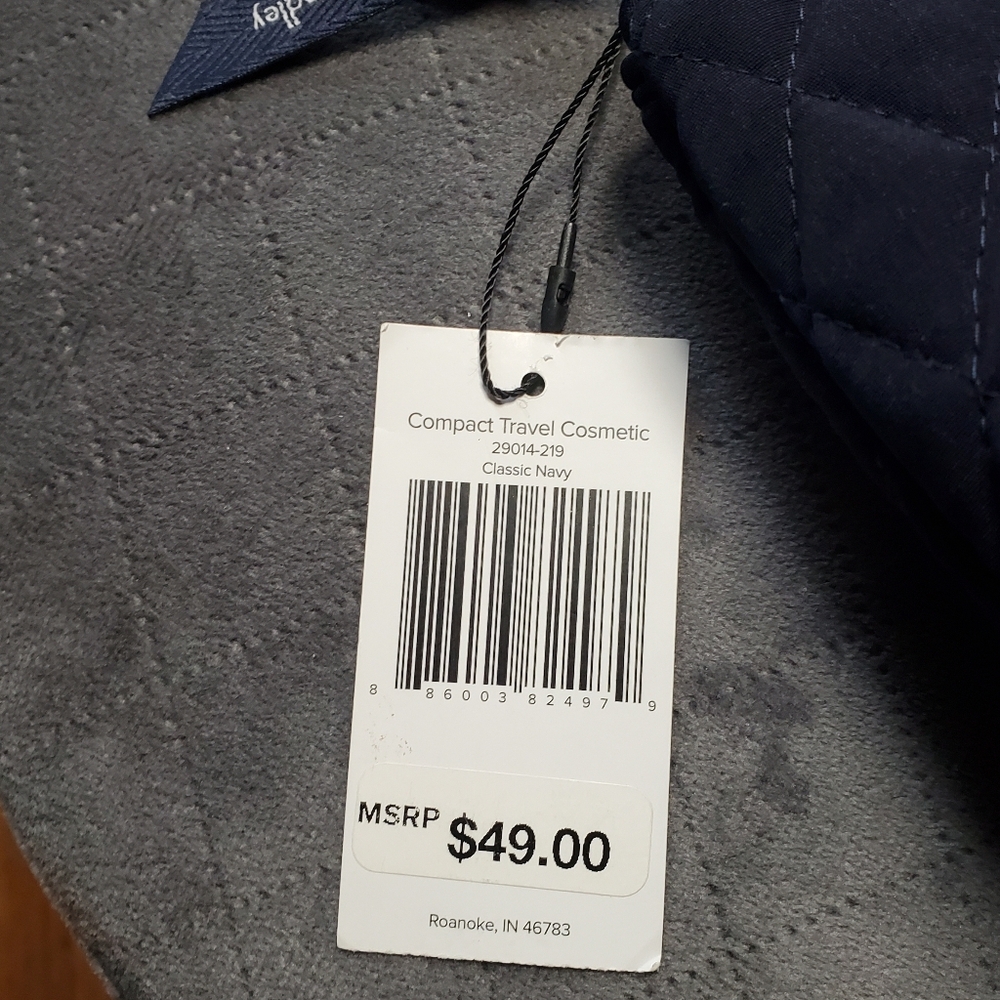 Compact Travel Cosmetic
29014-219
Classic Navy
8 86003 82497 9
MSRP $49.00
Roanoke, IN 46783